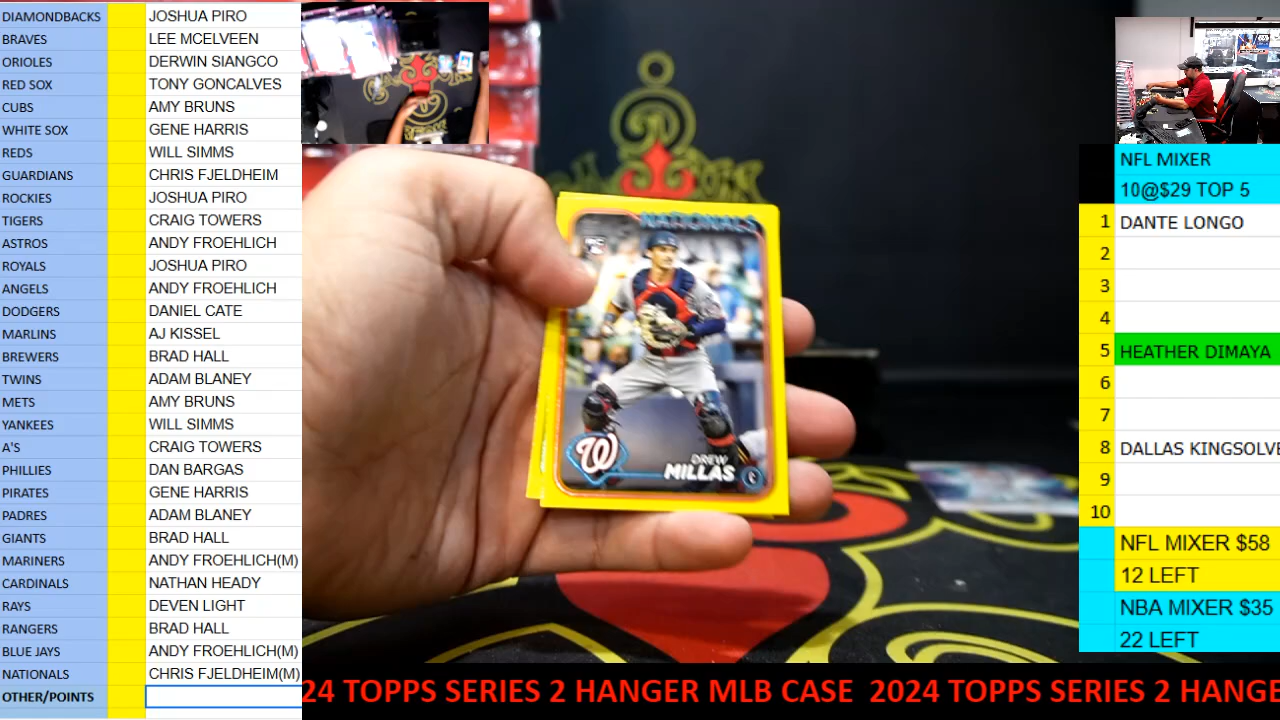 DIAMONDBACKS JOSHUA PIRO
BRAVES LEE MCELVEEN
ORIOLES DERWIN SIANGCO
RED SOX TONY GONCALVES
CUBS AMY BRUNS
WHITE SOX GENE HARRIS
REDS WILL SIMMS
GUARDIANS CHRIS FJELDHEIM
ROCKIES JOSHUA PIRO
TIGERS CRAIG TOWERS
ASTROS ANDY FROEHLICH
ROYALS JOSHUA PIRO
ANGELS ANDY FROEHLICH
DODGERS DANIEL CATE
MARLINS AJ KISSEL
BREWERS BRAD HALL
TWINS ADAM BLANEY
METS AMY BRUNS
YANKEES WILL SIMMS
A'S CRAIG TOWERS
PHILLIES DAN BARGAS
PIRATES GENE HARRIS
PADRES ADAM BLANEY
GIANTS BRAD HALL
MARINERS ANDY FROEHLICH(M)
CARDINALS NATHAN HEADY
RAYS DEVEN LIGHT
RANGERS BRAD HALL
BLUE JAYS ANDY FROEHLICH(M)
NATIONALS CHRIS FJELDHEIM(M)
OTHER/POINTS
NATIONALS
W
DREW
MILLAS
NFL MIXER
10@$29 TOP 5
1 DANTE LONGO
2
3
4
5 HEATHER DIMAYA
6
7
8 DALLAS KINGSOLVE
9
10
NFL MIXER $58
12 LEFT
NBA MIXER $35
22 LEFT
24 TOPPS SERIES 2 HANGER MLB CASE 2024 TOPPS SERIES 2 HANGE